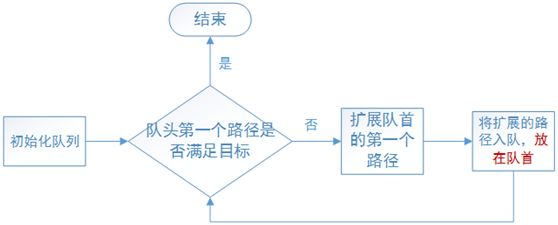 结束
是
初始化队列
队头第一个路径是
否满足目标
否
扩展队首
的第一个
路径
将扩展的路
径入队，放
在队首